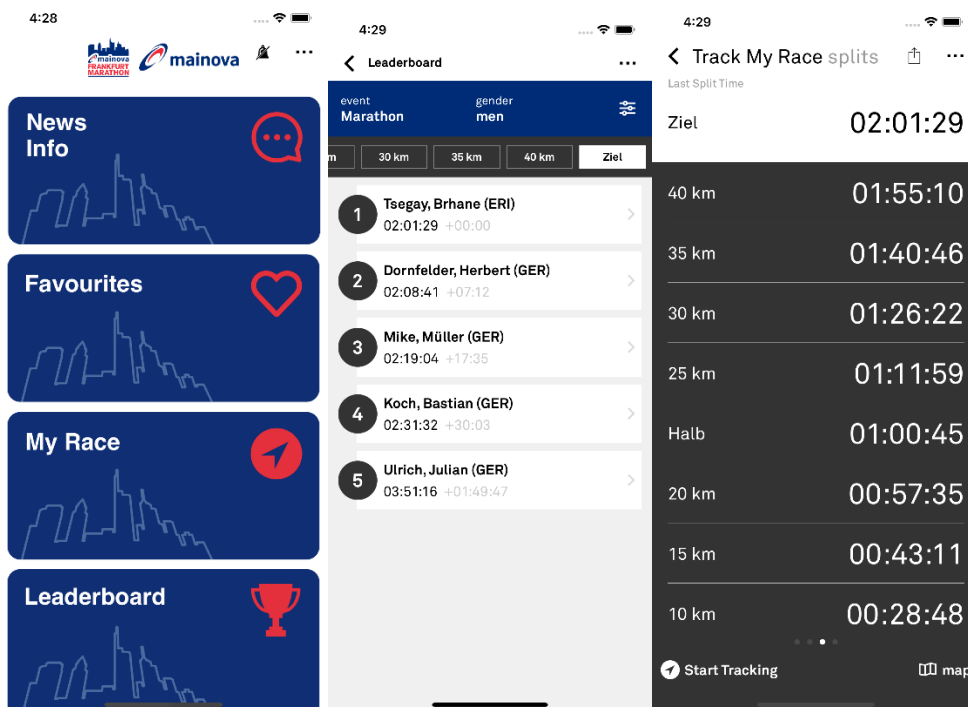 4:28
mainova
FRANKFURT
MARATHON
mainova
News
Info
Favourites
My Race
Leaderboard
4:29
Leaderboard
event
Marathon
gender
men
m
30 km
35 km
40 km
Ziel
1
Tsegay, Brhane (ERI)
02:01:29 +00:00
2
Dornfelder, Herbert (GER)
02:08:41 +07:12
3
Mike, Müller (GER)
02:19:04 +17:35
4
Koch, Bastian (GER)
02:31:32 +30:03
5
Ulrich, Julian (GER)
03:51:16 +01:49:47
4:29
Track My Race splits
Last Split Time
Ziel 02:01:29
40 km 01:55:10
35 km 01:40:46
30 km 01:26:22
25 km 01:11:59
Halb 01:00:45
20 km 00:57:35
15 km 00:43:11
10 km 00:28:48
Start Tracking
map